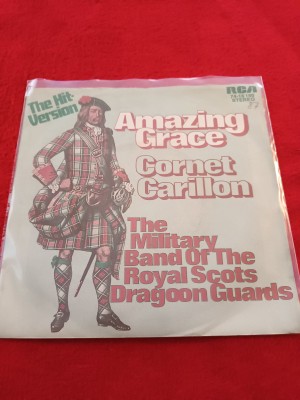 The Hit-
Version
RCA
STEREO
Amazing
Grace
Cornet
Carillon
The
Military
Band Of The
Royal Scots
Dragoon Guards